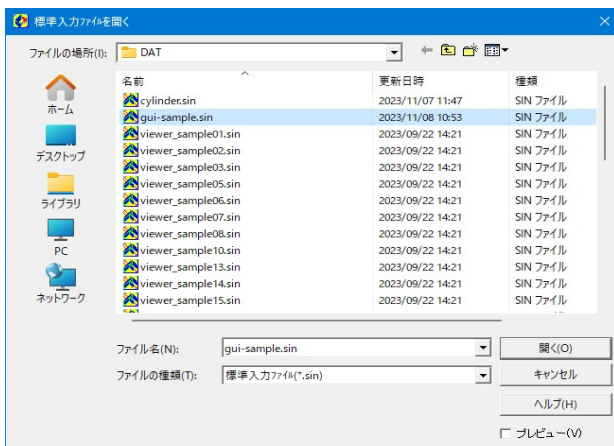 標準入力ﾌｧｲﾙを開く
ファイルの場所(I): DAT
名前 更新日時 種類
cylinder.sin 2023/11/07 11:47 SIN ファイル
gui-sample.sin 2023/11/08 10:53 SIN ファイル
viewer_sample01.sin 2023/09/22 14:21 SIN ファイル
viewer_sample02.sin 2023/09/22 14:21 SIN ファイル
viewer_sample03.sin 2023/09/22 14:21 SIN ファイル
viewer_sample05.sin 2023/09/22 14:21 SIN ファイル
viewer_sample06.sin 2023/09/22 14:21 SIN ファイル
viewer_sample07.sin 2023/09/22 14:21 SIN ファイル
viewer_sample08.sin 2023/09/22 14:21 SIN ファイル
viewer_sample10.sin 2023/09/22 14:21 SIN ファイル
viewer_sample13.sin 2023/09/22 14:21 SIN ファイル
viewer_sample14.sin 2023/09/22 14:21 SIN ファイル
viewer_sample15.sin 2023/09/22 14:21 SIN ファイル
ホーム
デスクトップ
ライブラリ
PC
ネットワーク
ファイル名(N): gui-sample.sin 開く(O)
ファイルの種類(T): 標準入力ﾌｧｲﾙ(*.sin) キャンセル
ヘルプ(H)
プレビュー(V)